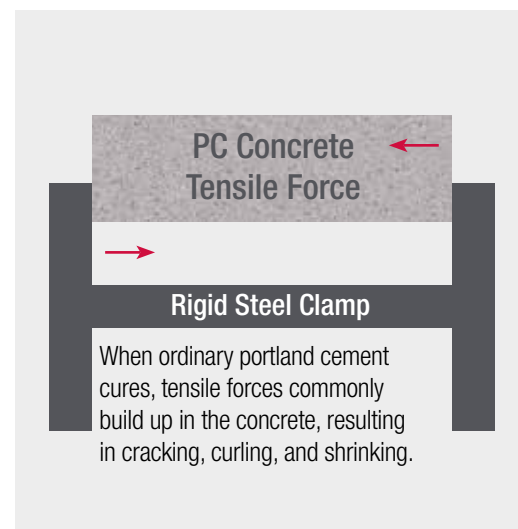 PC Concrete
Tensile Force
Rigid Steel Clamp
When ordinary portland cement
cures, tensile forces commonly
build up in the concrete, resulting
in cracking, curling, and shrinking.